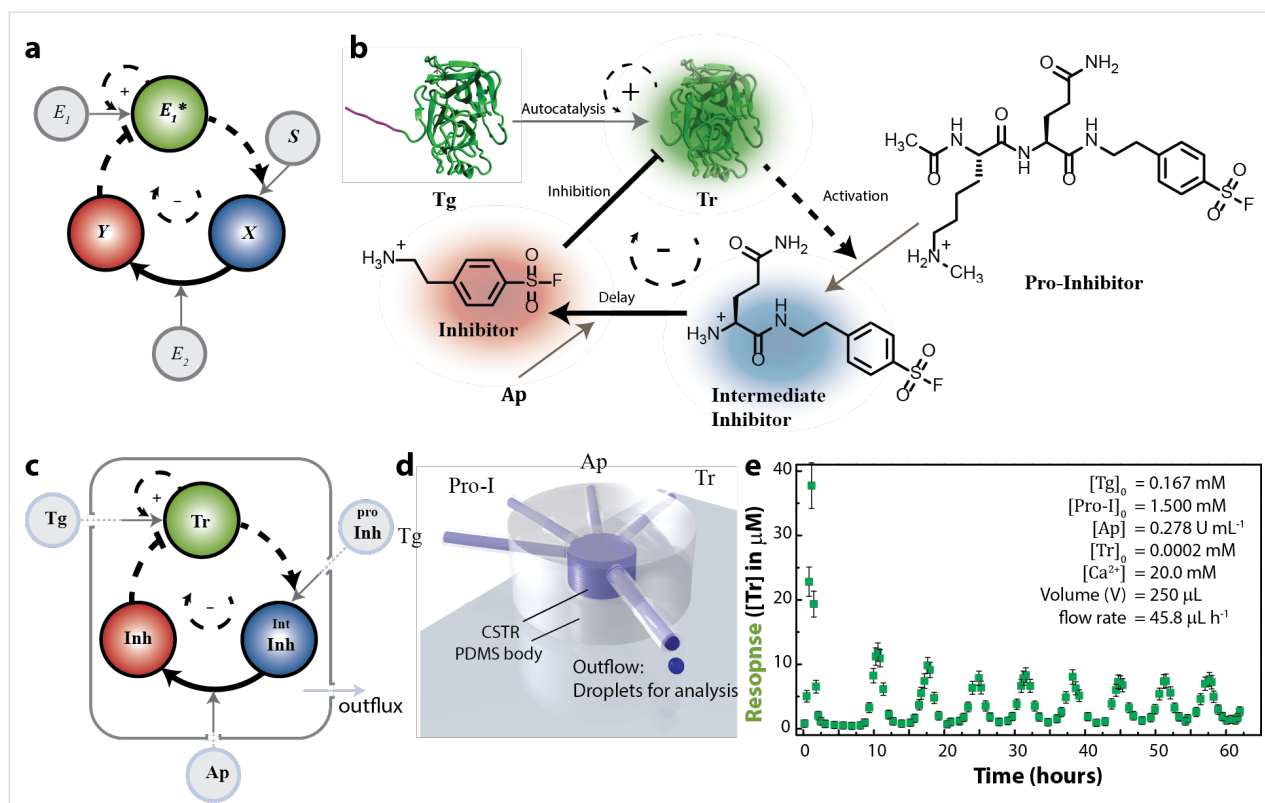 a
E₁
+
E₁*
S
Y
-
X
E₂
b
Tg
Autocatalysis
+
Tr
Inhibition
Activation
-
H₃N
+
S
O
O
F
Inhibitor
Delay
Ap
O
NH₂
+
H₃N
O
H
N
S
O
O
F
Intermediate
Inhibitor
O
NH₂
H₃C
O
H
N
O
N
H
O
H
N
S
O
O
F
+
N
H₂
CH₃
Pro-Inhibitor
c
Tg
+
Tr
pro
Inh
Inh
-
Int
Inh
outflux
Ap
d
Ap
Pro-I
Tr
Tg
CSTR
PDMS body
Outflow:
Droplets for analysis
e
Resopnse ([Tr] in µM)
40
30
20
10
0
[Tg]₀ = 0.167 mM
[Pro-I]₀ = 1.500 mM
[Ap] = 0.278 U mL⁻¹
[Tr]₀ = 0.0002 mM
[Ca²⁺] = 20.0 mM
Volume (V) = 250 µL
flow rate = 45.8 µL h⁻¹
0 10 20 30 40 50 60
Time (hours)